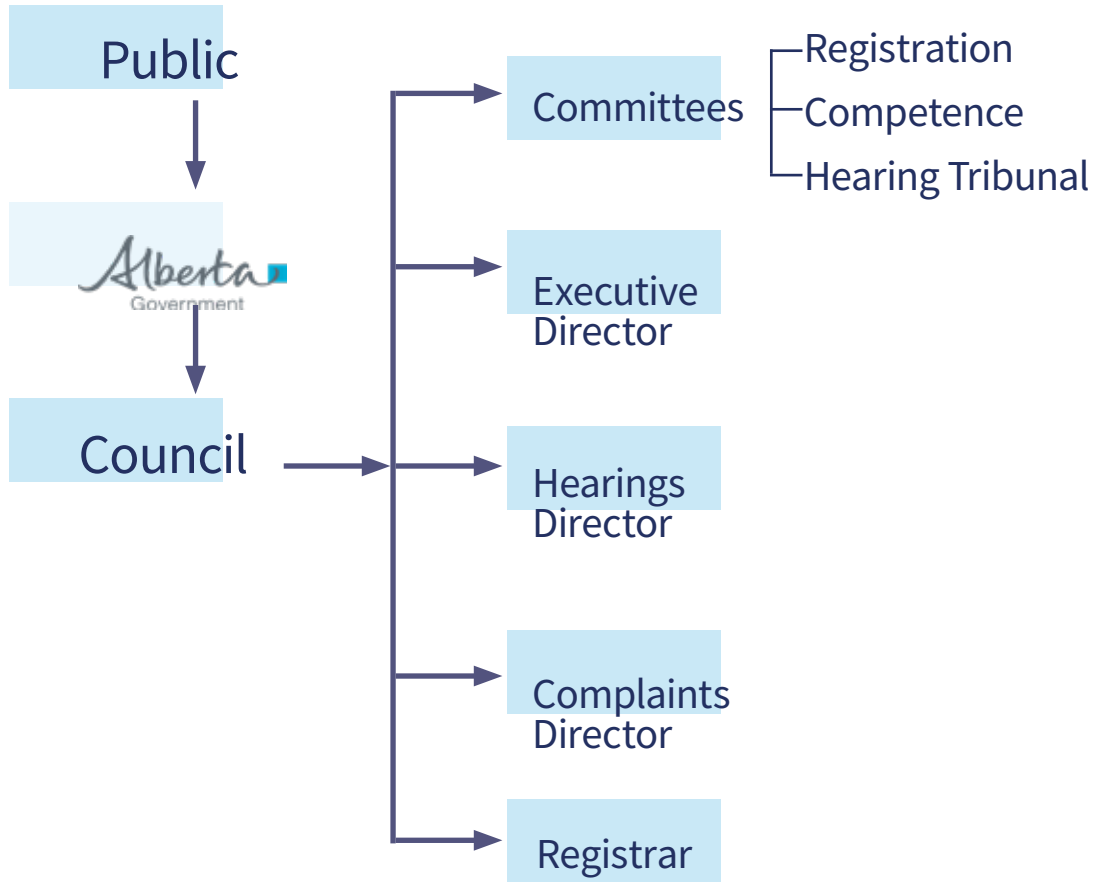 Public
Alberta
Government
Council
Committees
Registration
Competence
Hearing Tribunal
Executive
Director
Hearings
Director
Complaints
Director
Registrar